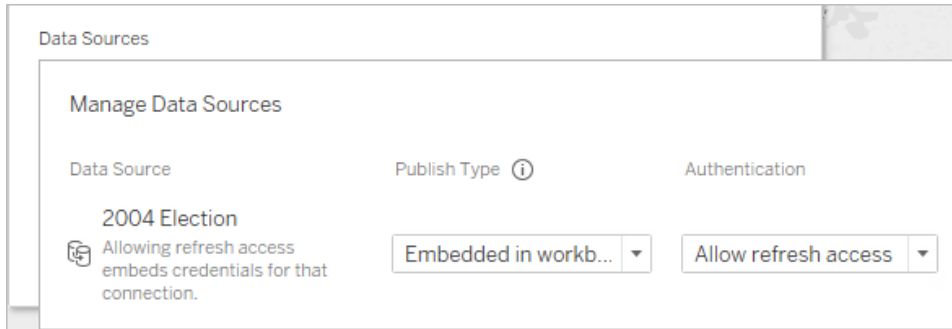 Data Sources
Manage Data Sources
Data Source Publish Type Authentication
2004 Election
Allowing refresh access
embeds credentials for that
connection.
Embedded in workb... Allow refresh access